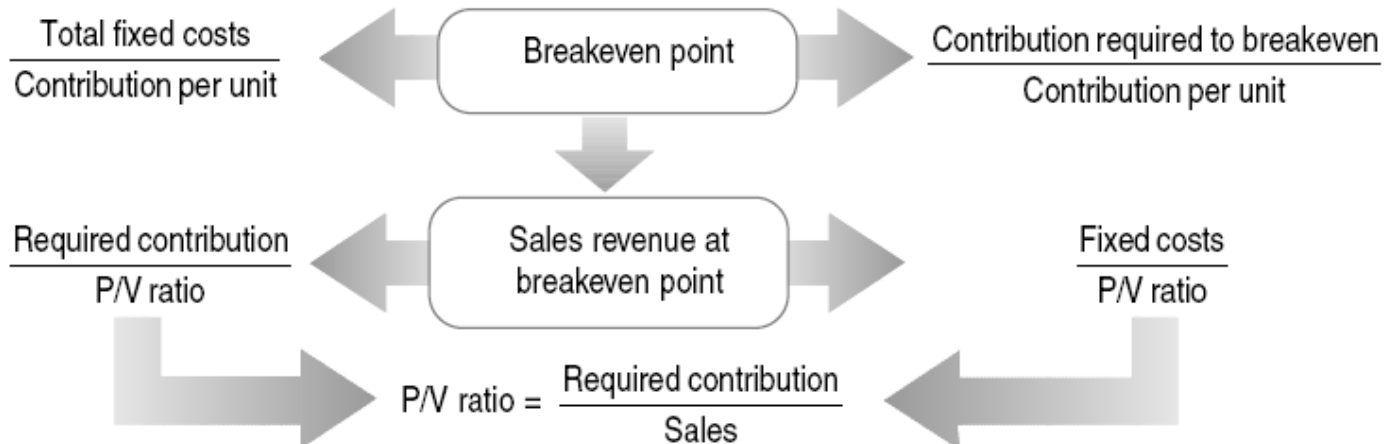 Total fixed costs
Contribution per unit
Breakeven point
Contribution required to breakeven
Contribution per unit
Required contribution
P/V ratio
Sales revenue at
breakeven point
Fixed costs
P/V ratio
P/V ratio =
Required contribution
Sales